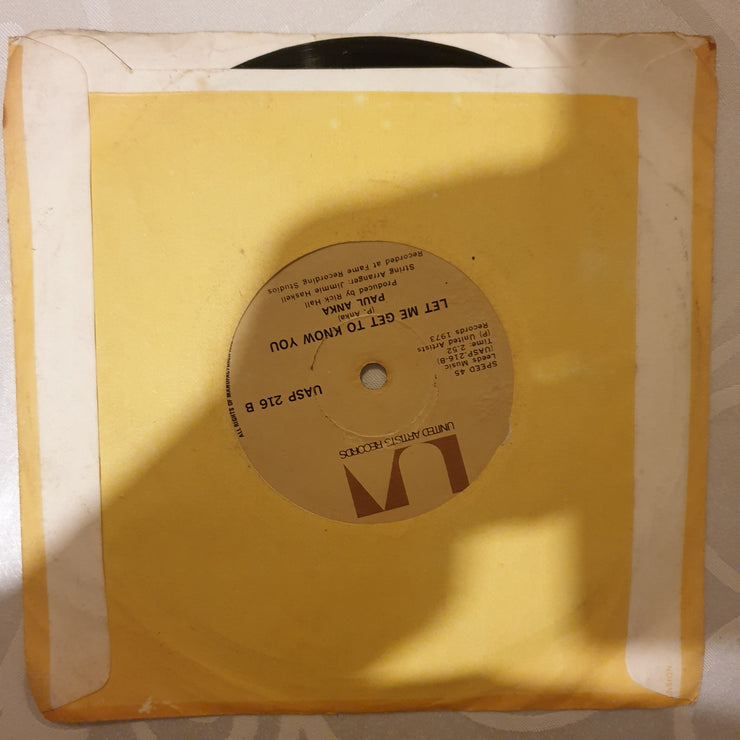 UA
UNITED ARTISTS RECORDS
UASP 216 B
SPEED 45
Leeds Music
(UASP.216-B)
Time: 2:52
(P) United Artists
Records 1973
LET ME GET TO KNOW YOU
(P. Anka)
PAUL ANKA
Produced by Rick Hall
String Arranger: Jimmie Haskell
Recorded at Fame Recording Studios
ALL RIGHTS OF